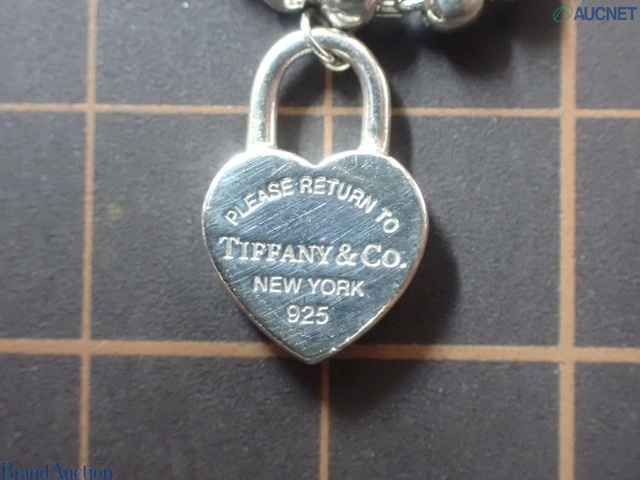 AUCNET
PLEASE RETURN TO
TIFFANY & CO.
NEW YORK
925
Brand Auction